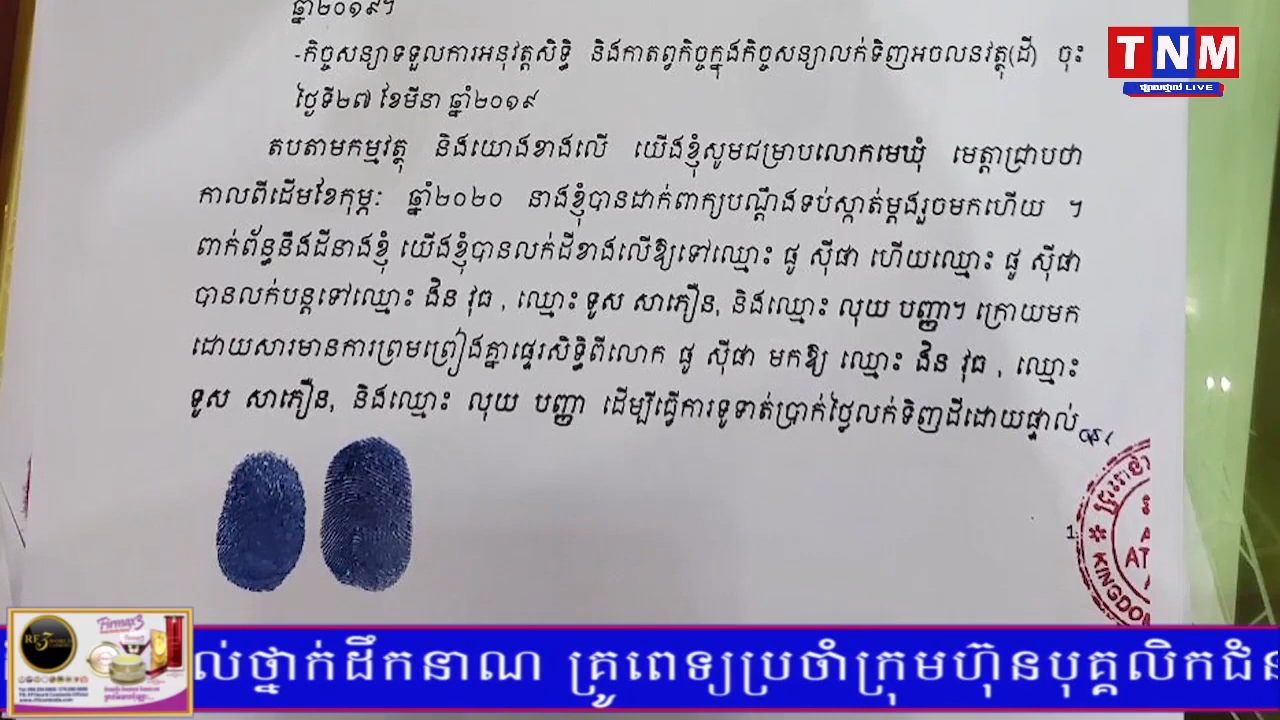 ឆ្នាំ២០១៩។
-កិច្ចសន្យាទទួលការអនុវត្តសិទ្ធិ និងកាតព្វកិច្ចក្នុងកិច្ចសន្យាលក់ទិញអចលនវត្ថុ(ដី) ចុះ
ថ្ងៃទី២៧ ខែមីនា ឆ្នាំ២០១៩
តបតាមកម្មវត្ថុ និងយោងខាងលើ យើងខ្ញុំសូមជម្រាបលោកមេឃុំ មេត្តាជ្រាបថា
កាលពីដើមខែកុម្ភៈ ឆ្នាំ២០២០ នាងខ្ញុំបានដាក់ពាក្យបណ្ដឹងទប់ស្កាត់ម្ដងរួចមកហើយ ។
ពាក់ព័ន្ធនឹងដីនាងខ្ញុំ យើងខ្ញុំបានលក់ដីខាងលើឱ្យទៅឈ្មោះ ផូ ស៊ីផា ហើយឈ្មោះ ផូ ស៊ីផា
បានលក់បន្តទៅឈ្មោះ ងិន វុធ , ឈ្មោះ ទូស សាភឿន, និងឈ្មោះ លុយ បញ្ញា។ ក្រោយមក
ដោយសារមានការព្រមព្រៀងគ្នាផ្ទេរសិទ្ធិពីលោក ផូ ស៊ីផា មកឱ្យ ឈ្មោះ ងិន វុធ , ឈ្មោះ
ទូស សាភឿន, និងឈ្មោះ លុយ បញ្ញា ដើម្បីធ្វើការទូទាត់ប្រាក់ថ្លៃលក់ទិញដីដោយផ្ទាល់
1
KINGDO
TNM
ផ្សាយផ្ទាល់ LIVE
Firmax3
RE3
ល់ថ្នាក់ដឹកនាំណ គ្រូពេទ្យប្រចាំក្រុមហ៊ុនបុគ្គលិកជំន